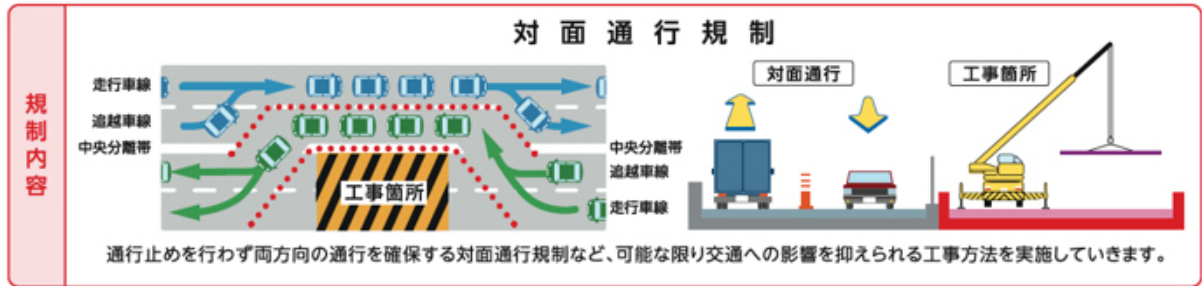 規制内容
対面通行規制
走行車線
追越車線
中央分離帯
工事箇所
中央分離帯
追越車線
走行車線
対面通行
工事箇所
通行止めを行わず両方向の通行を確保する対面通行規制など、可能な限り交通への影響を抑えられる工事方法を実施していきます。